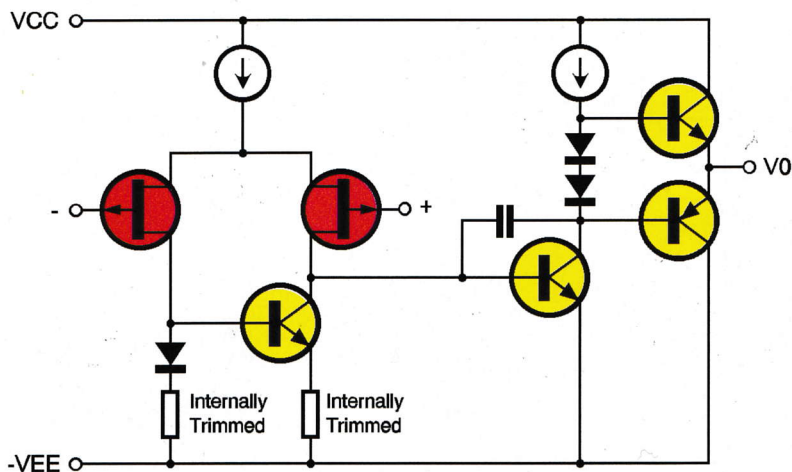 VCC
-
+
V0
Internally
Trimmed
Internally
Trimmed
-VEE